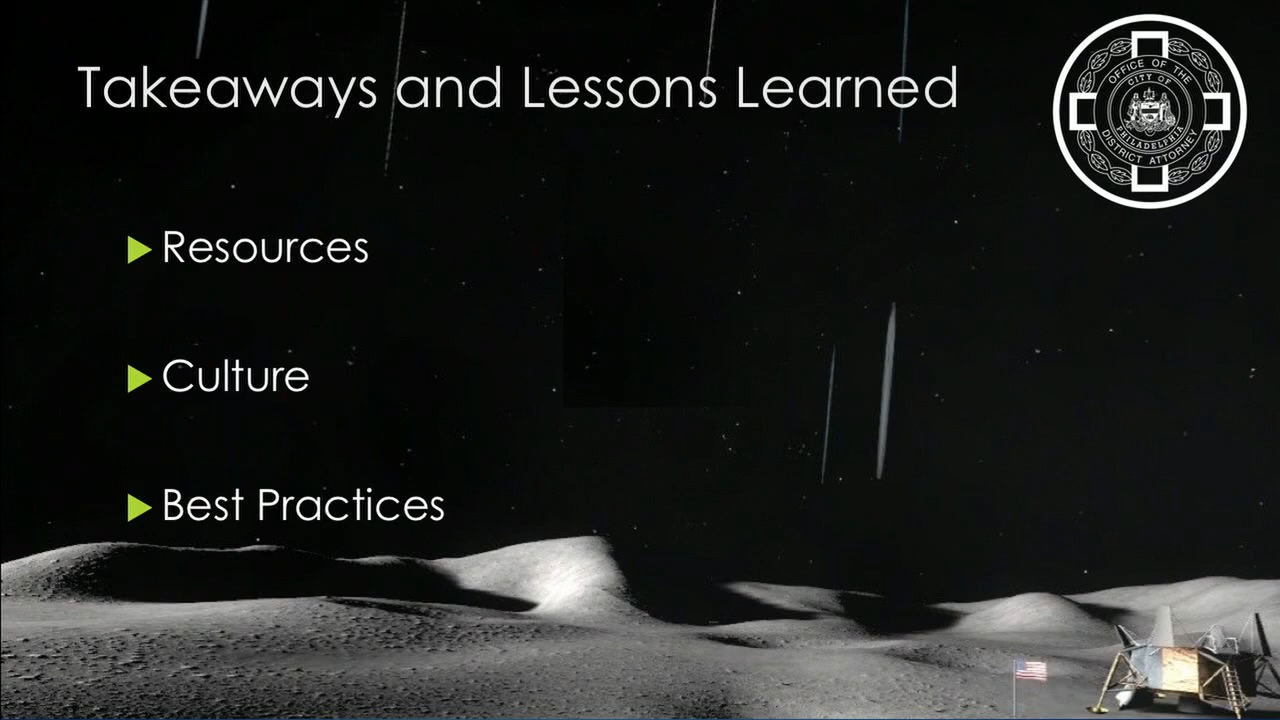 Takeaways and Lessons Learned
OFFICE OF THE
CITY OF
PHILADELPHIA
DISTRICT ATTORNEY
Resources
Culture
Best Practices